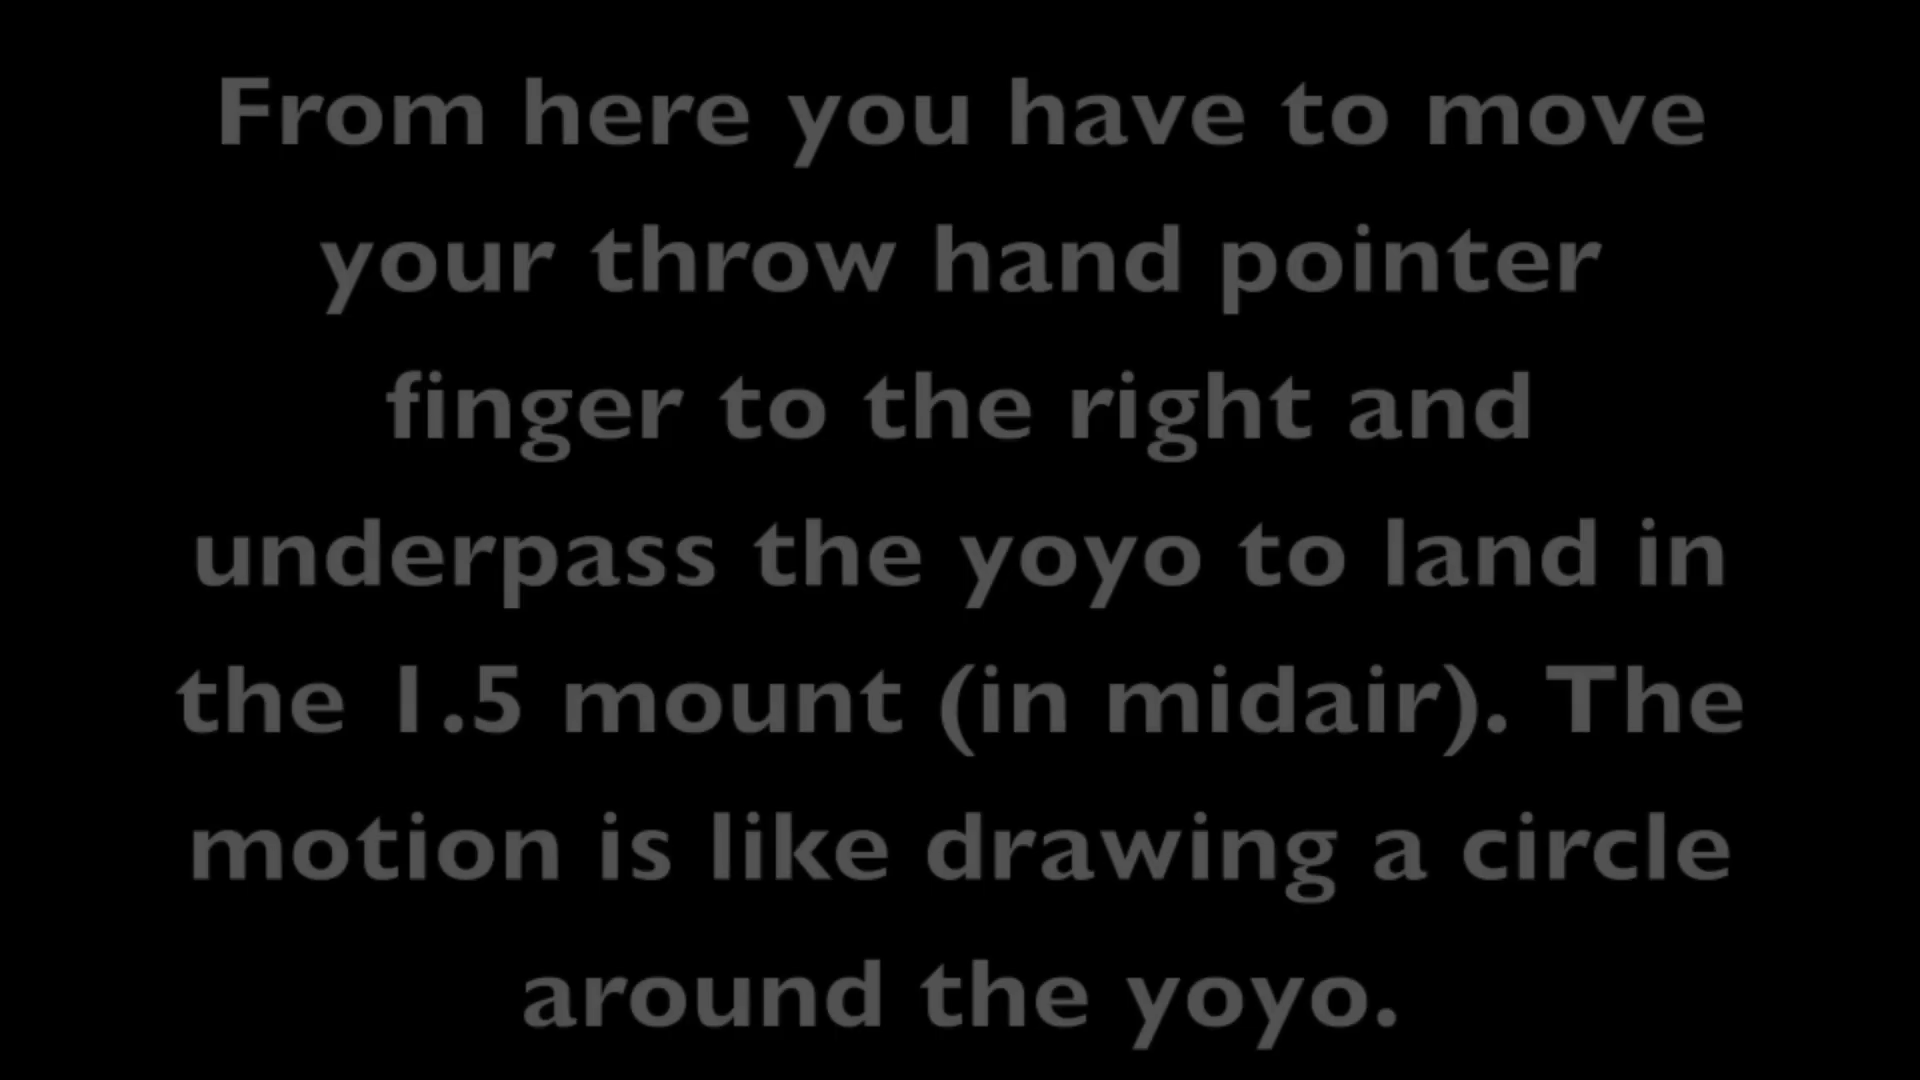 From here you have to move
your throw hand pointer
finger to the right and
underpass the yoyo to land in
the 1.5 mount (in midair). The
motion is like drawing a circle
around the yoyo.